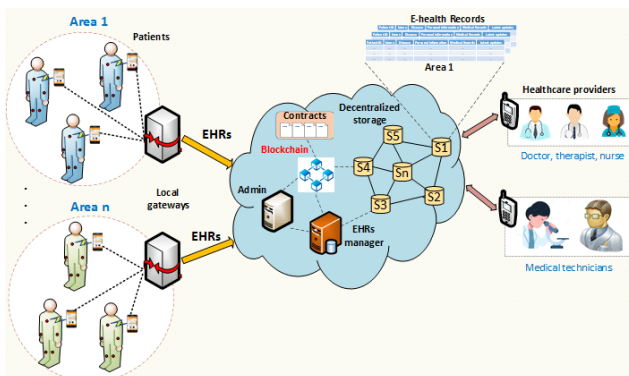 Area 1
Patients
E-health Records
Area 1
Healthcare providers
Doctor, therapist, nurse
Contracts
Decentralized
storage
Blockchain
EHRs
S5
S1
S4
Sn
S2
S3
Admin
EHRs
manager
Local
gateways
Area n
EHRs
Medical technicians